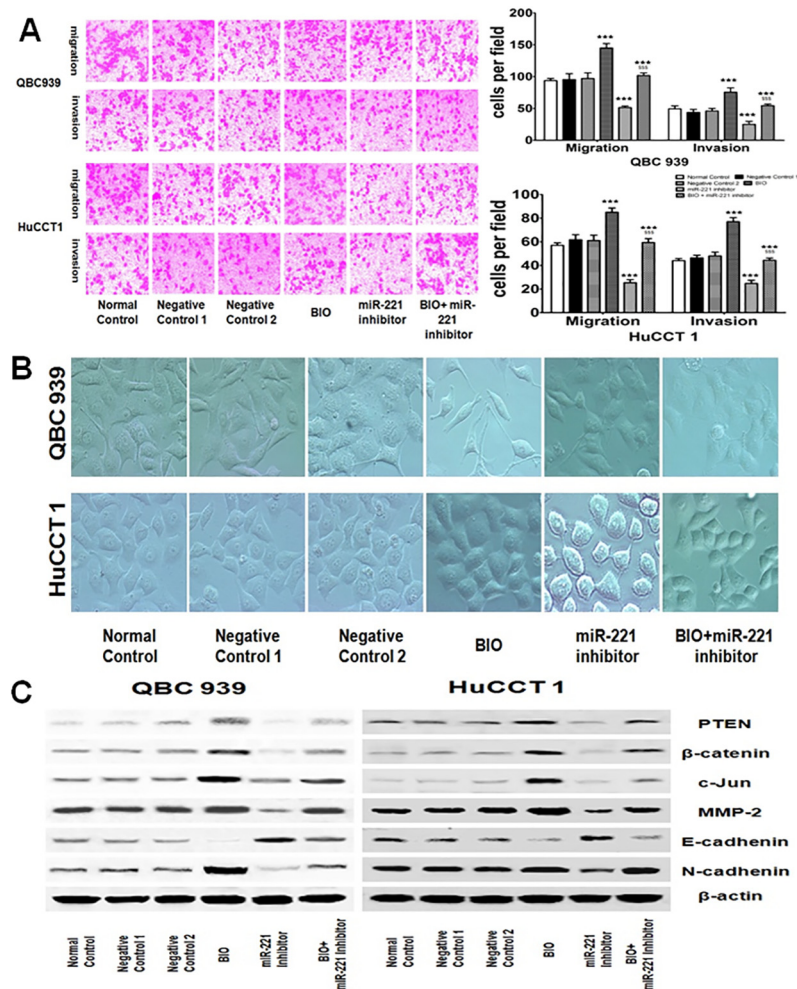 A
QBC939
migration
invasion
HuCCT1
migration
invasion
Normal
Control
Negative
Control 1
Negative
Control 2
BIO
miR-221
inhibitor
BIO+ miR-
221
inhibitor
cells per field
200
150
100
50
0
***
***
***
$$$
***
***
***
$$$
Migration
Invasion
QBC 939
Normal Control
Negative Control 1
Negative Control 2
BIO
miR-221 inhibitor
BIO + miR-221 inhibitor
cells per field
100
80
60
40
20
0
***
***
***
$$$
***
***
***
$$$
Migration
Invasion
HuCCT 1
B
QBC 939
HuCCT 1
Normal
Control
Negative
Control 1
Negative
Control 2
BIO
miR-221
inhibitor
BIO+miR-221
inhibitor
C
QBC 939
HuCCT 1
PTEN
β-catenin
c-Jun
MMP-2
E-cadhenin
N-cadhenin
β-actin
Normal
Control
Negative
Control 1
Negative
Control 2
BIO
miR-221
Inhibitor
BIO+
miR-221 Inhibitor
Normal
Control
Negative
Control 1
Negative
Control 2
BIO
miR-221
Inhibitor
BIO+
miR-221 Inhibitor